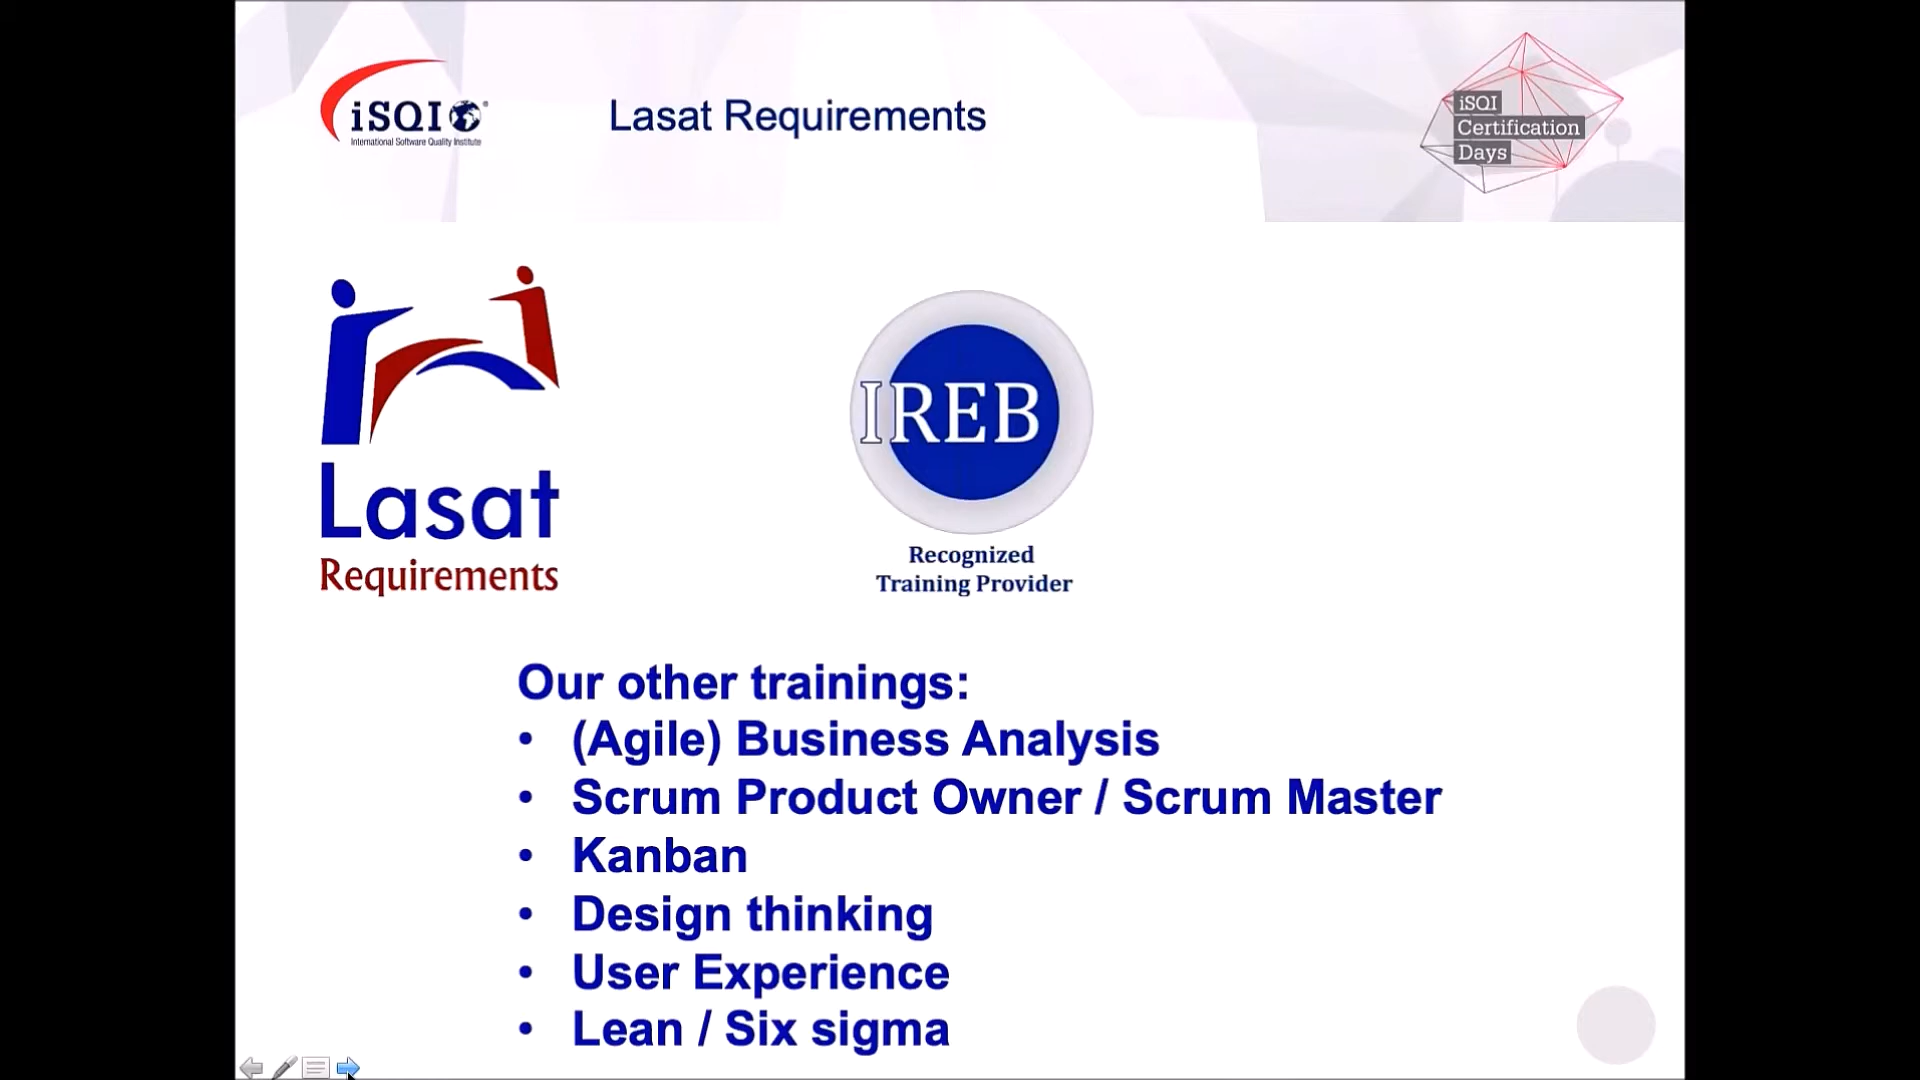 iSQI
International Software Quality Institute
Lasat Requirements
iSQI
Certification
Days
Lasat
Requirements
IREB
Recognized
Training Provider
Our other trainings:
• (Agile) Business Analysis
• Scrum Product Owner / Scrum Master
• Kanban
• Design thinking
• User Experience
• Lean / Six sigma